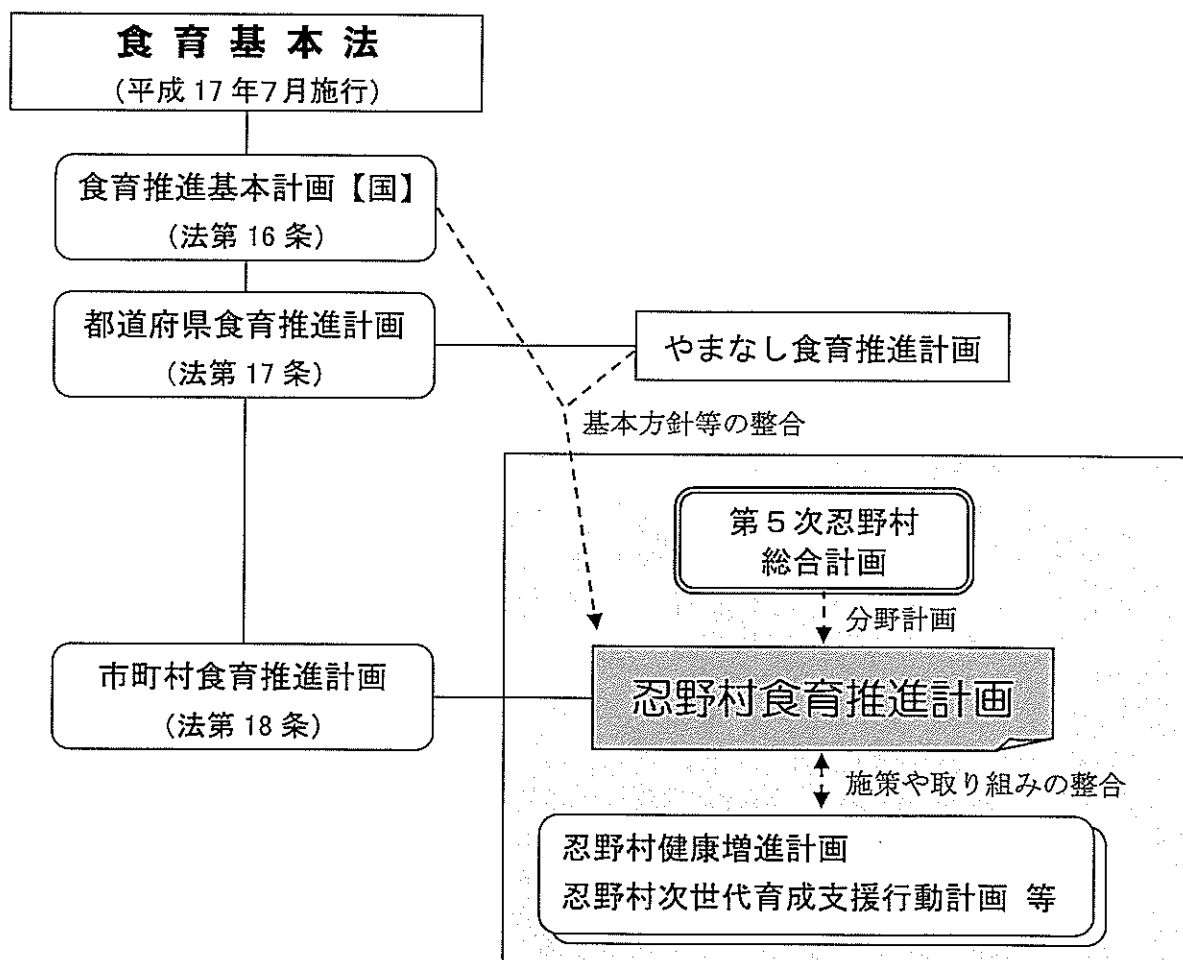 食育基本法
(平成17年7月施行)
食育推進基本計画【国】
(法第16条)
都道府県食育推進計画
(法第17条)
やまなし食育推進計画
基本方針等の整合
第5次忍野村
総合計画
分野計画
市町村食育推進計画
(法第18条)
忍野村食育推進計画
施策や取り組みの整合
忍野村健康増進計画
忍野村次世代育成支援行動計画 等